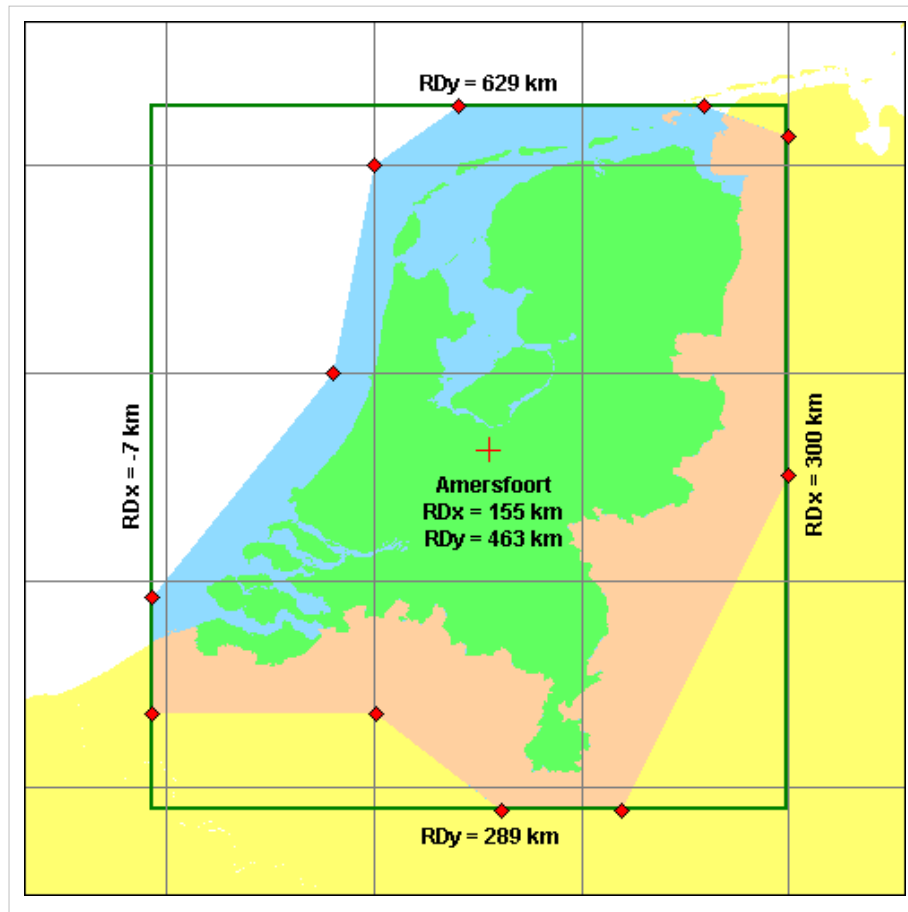 RDy = 629 km
RDx = -7 km
RDx = 300 km
Amersfoort
RDx = 155 km
RDy = 463 km
RDy = 289 km